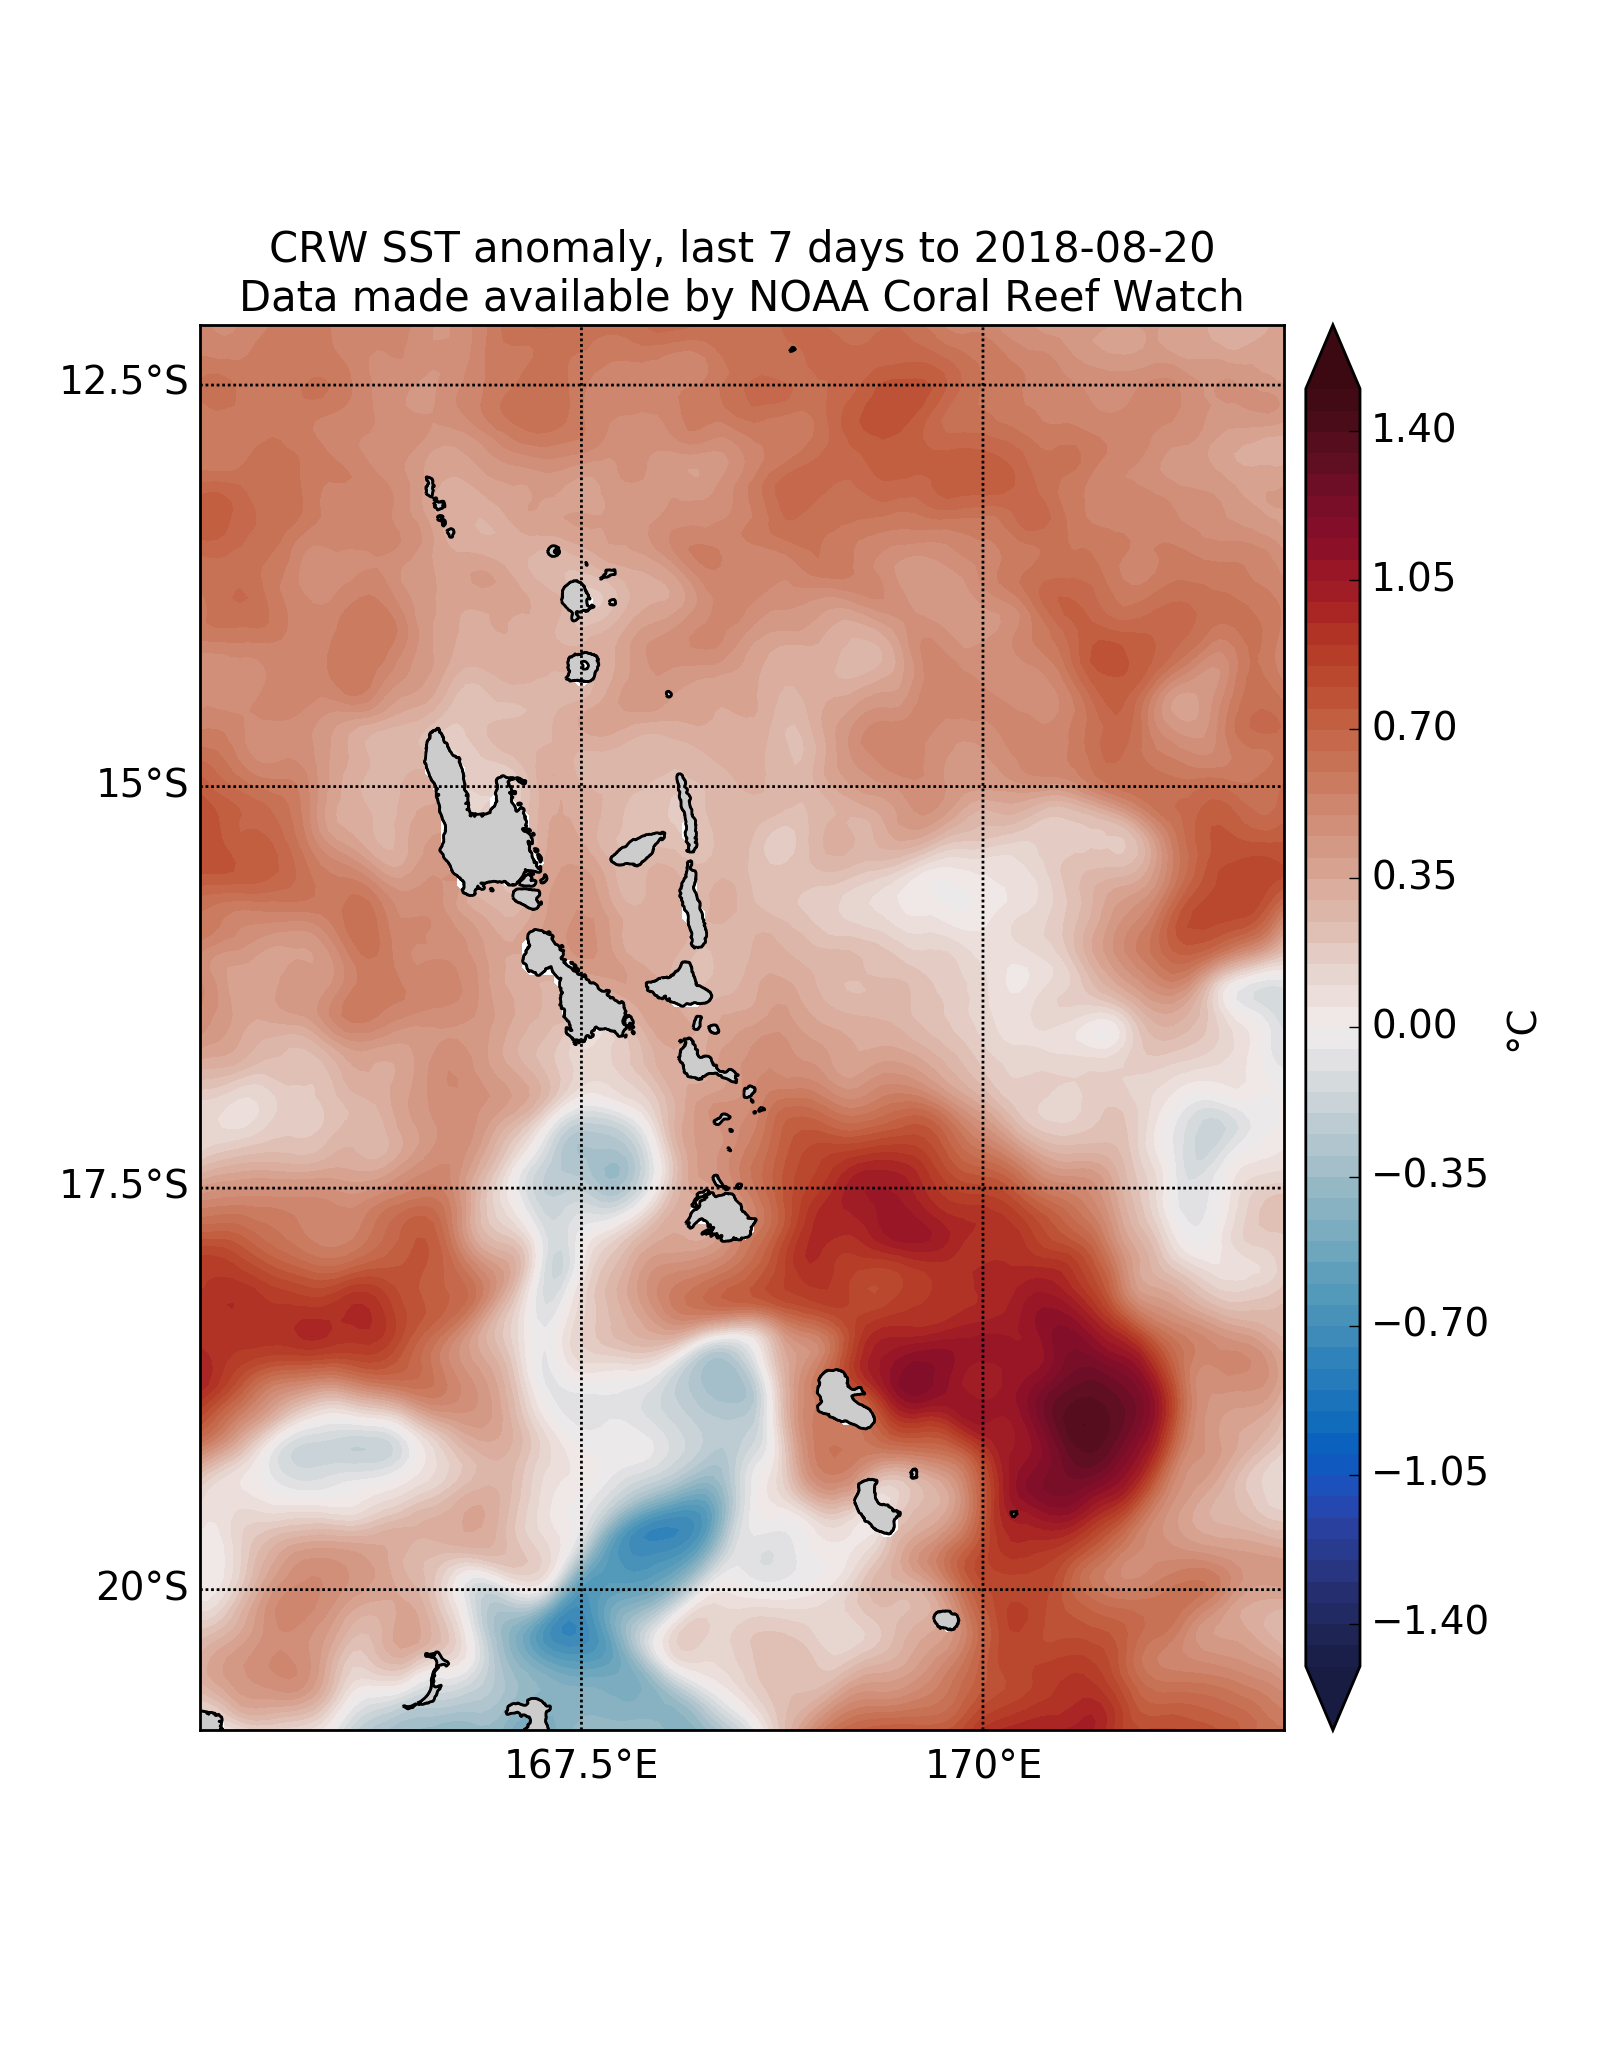 CRW SST anomaly, last 7 days to 2018-08-20
Data made available by NOAA Coral Reef Watch
12.5°S
15°S
17.5°S
20°S
167.5°E
170°E
1.40
1.05
0.70
0.35
0.00
−0.35
−0.70
−1.05
−1.40
°C